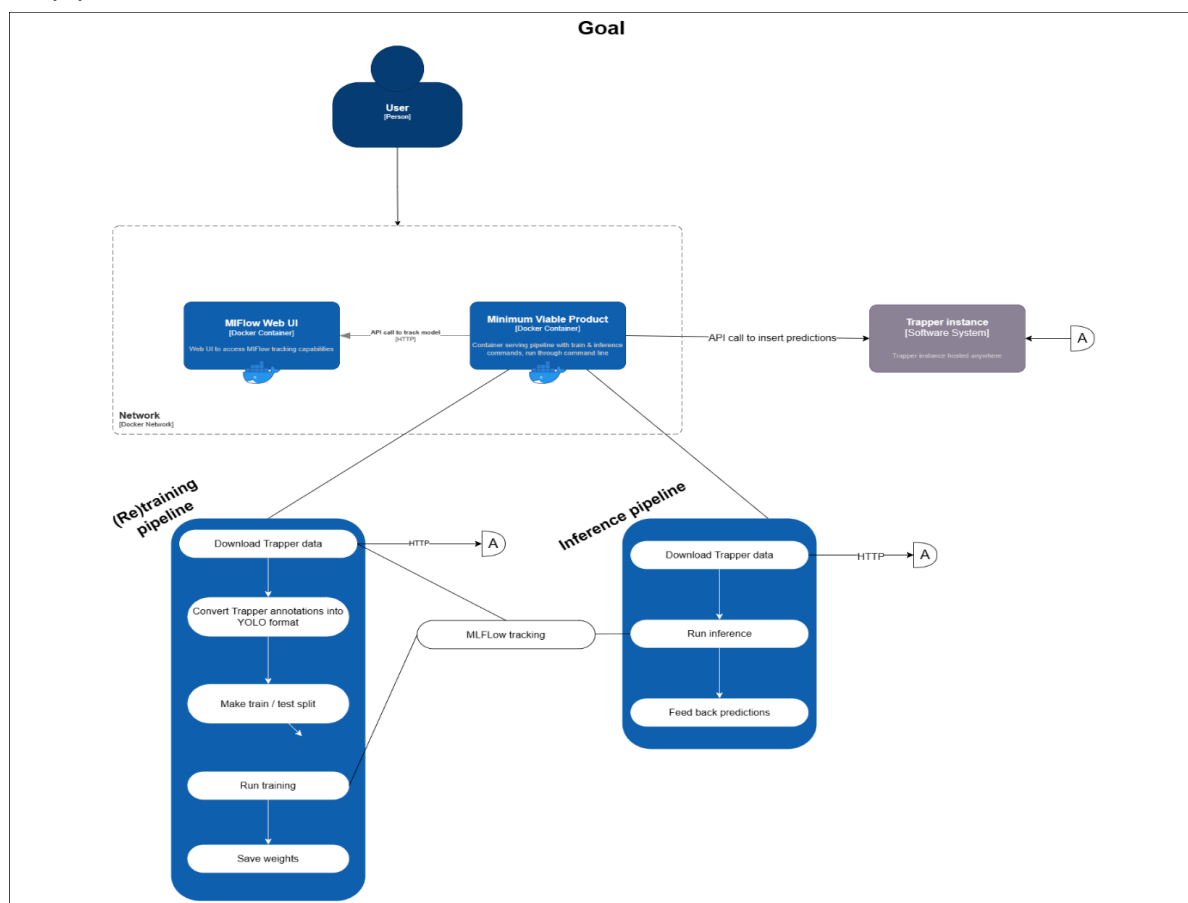 Goal
User
[Person]
MlFlow Web UI
[Docker Container]
Web UI to access MlFlow tracking capabilities
API call to track model
[HTTP]
Minimum Viable Product
[Docker Container]
Container serving pipeline with train & inference
commands, run through command line
API call to insert predictions
Trapper instance
[Software System]
Trapper instance hosted anywhere
A
Network
[Docker Network]
(Re)training
pipeline
Download Trapper data
HTTP
A
Convert Trapper annotations into
YOLO format
Make train / test split
Run training
Save weights
MLFLow tracking
Inference pipeline
Download Trapper data
HTTP
A
Run inference
Feed back predictions